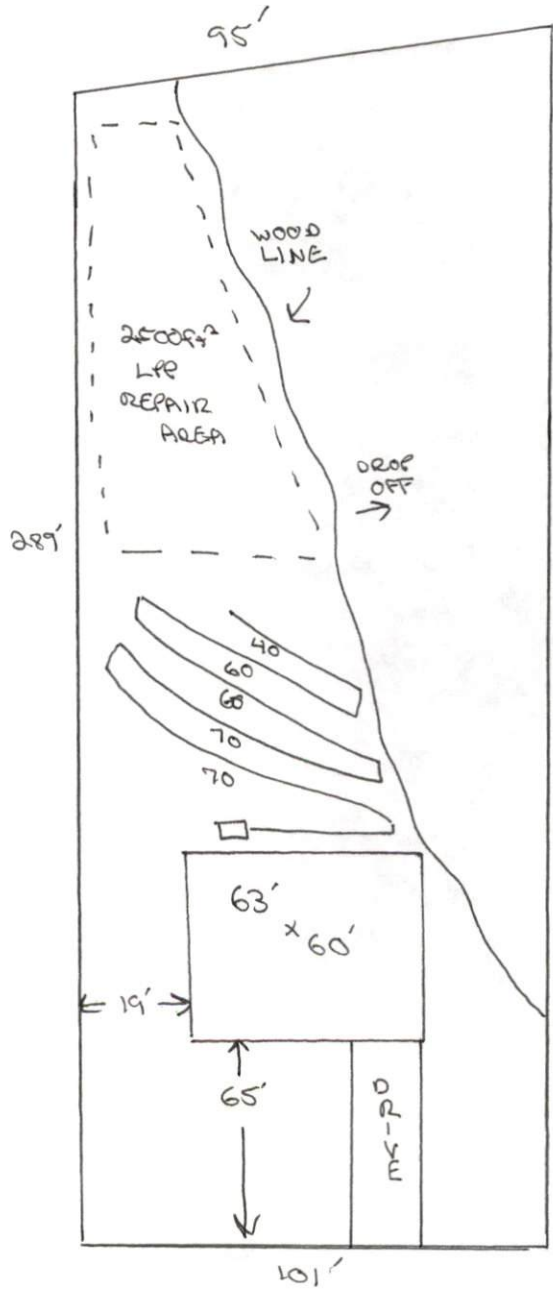 95'
WOOD
LINE
2500ft²
LPP
REPAIR
AREA
DROP
OFF
289'
40
60
60
70
70
63'
x 60'
19'
65'
DRIVE
101'